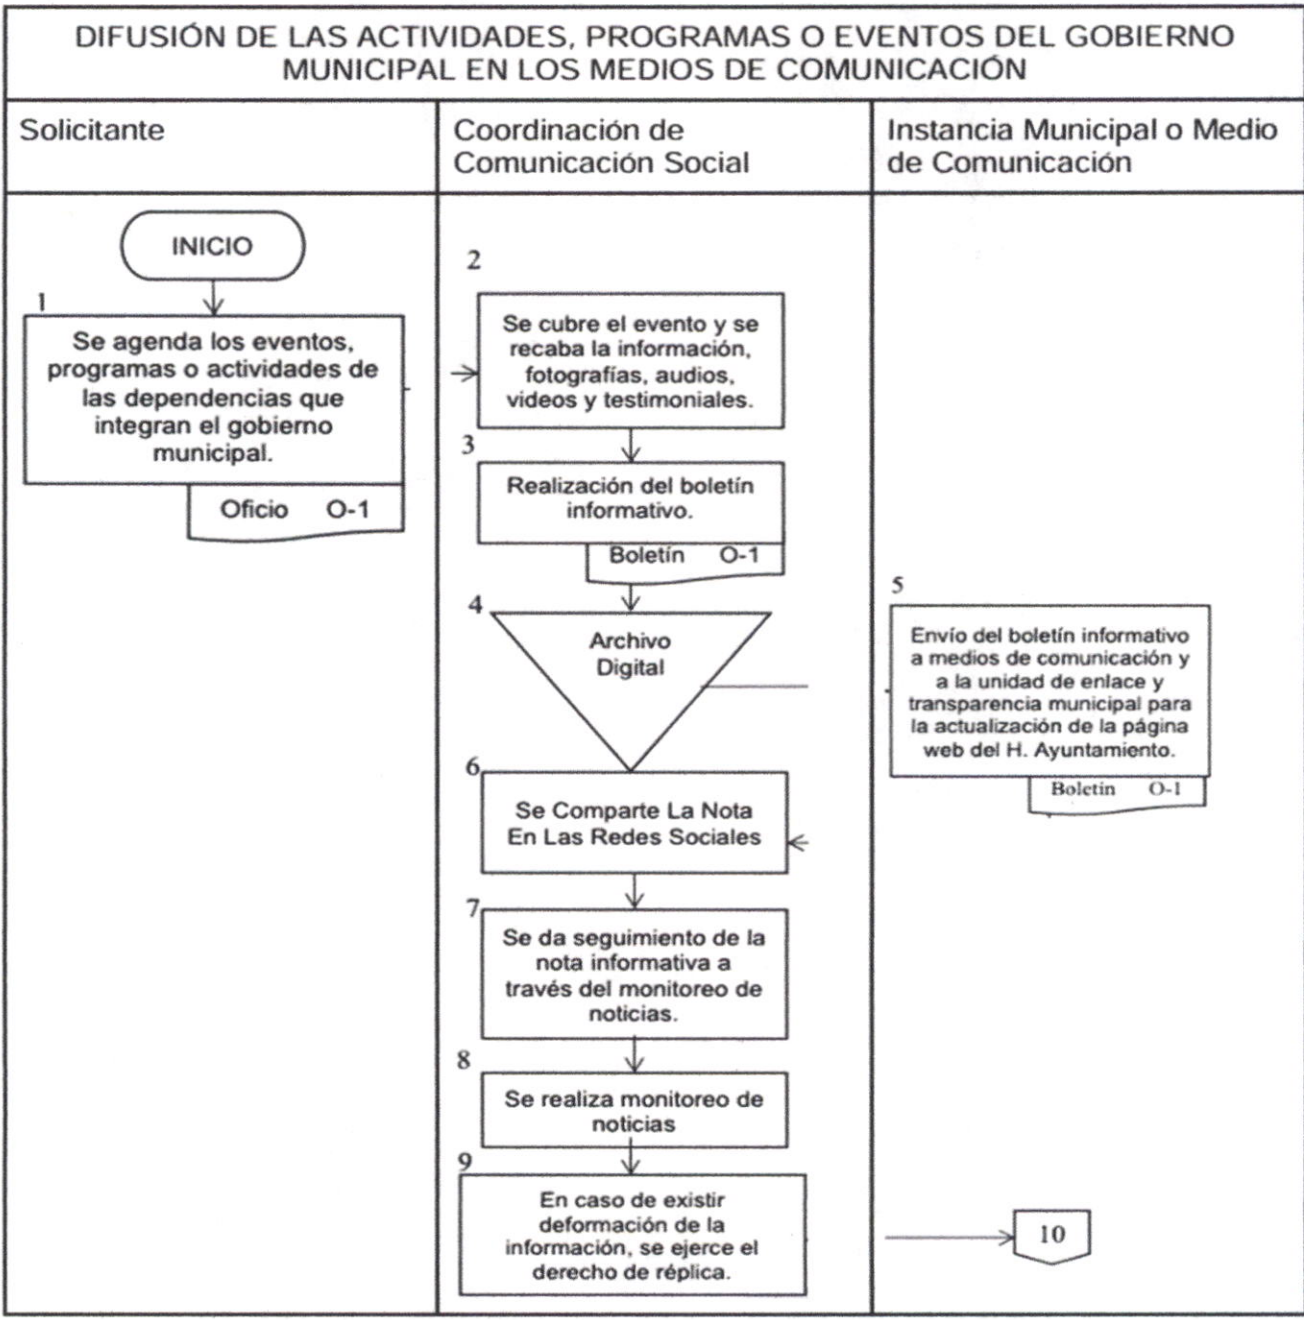 DIFUSIÓN DE LAS ACTIVIDADES, PROGRAMAS O EVENTOS DEL GOBIERNO
MUNICIPAL EN LOS MEDIOS DE COMUNICACIÓN
Solicitante
Coordinación de
Comunicación Social
Instancia Municipal o Medio
de Comunicación
INICIO
1
Se agenda los eventos,
programas o actividades de
las dependencias que
integran el gobierno
municipal.
Oficio O-1
2
Se cubre el evento y se
recaba la información,
fotografías, audios,
videos y testimoniales.
3
Realización del boletín
informativo.
Boletín O-1
4
Archivo
Digital
5
Envío del boletín informativo
a medios de comunicación y
a la unidad de enlace y
transparencia municipal para
la actualización de la página
web del H. Ayuntamiento.
Boletin O-1
6
Se Comparte La Nota
En Las Redes Sociales
7
Se da seguimiento de la
nota informativa a
través del monitoreo de
noticias.
8
Se realiza monitoreo de
noticias
9
En caso de existir
deformación de la
información, se ejerce el
derecho de réplica.
10